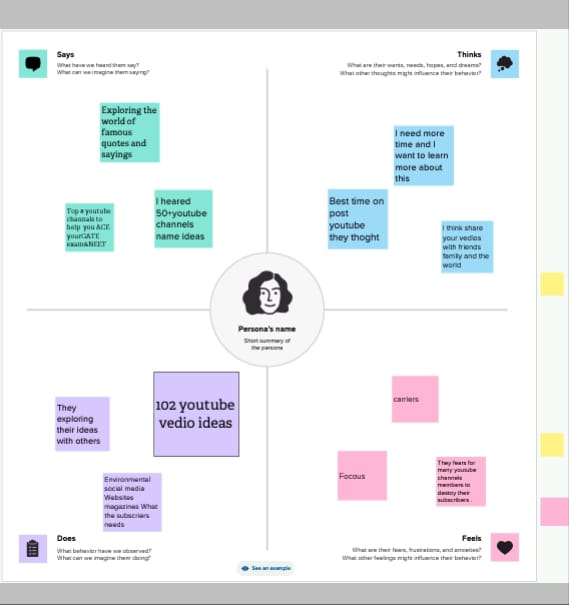 Says
What have we heard them say?
What can we imagine them saying?
Thinks
What are their wants, needs, hopes, and dreams?
What other thoughts might influence their behavior?
Exploring the
world of
famous
quotes and
sayings
Top # youtube
channels to
help you ACE
yourGATE
exam&NEET
I heared
50+youtube
channels
name ideas
I need more
time and I
want to learn
more about
this
Best time on
post
youtube
they thoght
I think share
your vedios
with friends
family and the
world
Persona's name
Short summary of
the persona
They
exploring
their ideas
with others
102 youtube
vedio ideas
Environmental
social media
Websites
magazines What
the subscriers
needs
carriers
Focous
They fears for
many youtube
channels
members to
destoy their
subscribers .
Does
What behavior have we observed?
What can we imagine them doing?
Feels
What are their fears, frustrations, and anxieties?
What other feelings might influence their behavior?
See an example